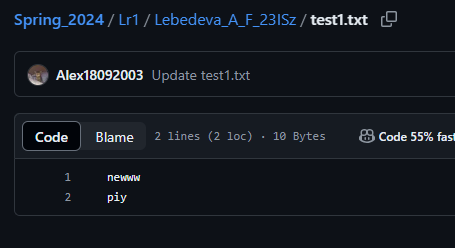 Spring_2024 / Lr1 / Lebedeva_A_F_23ISz / test1.txt
Alex18092003 Update test1.txt
Code Blame 2 lines (2 loc) · 10 Bytes Code 55% fast
1 newww
2 piy